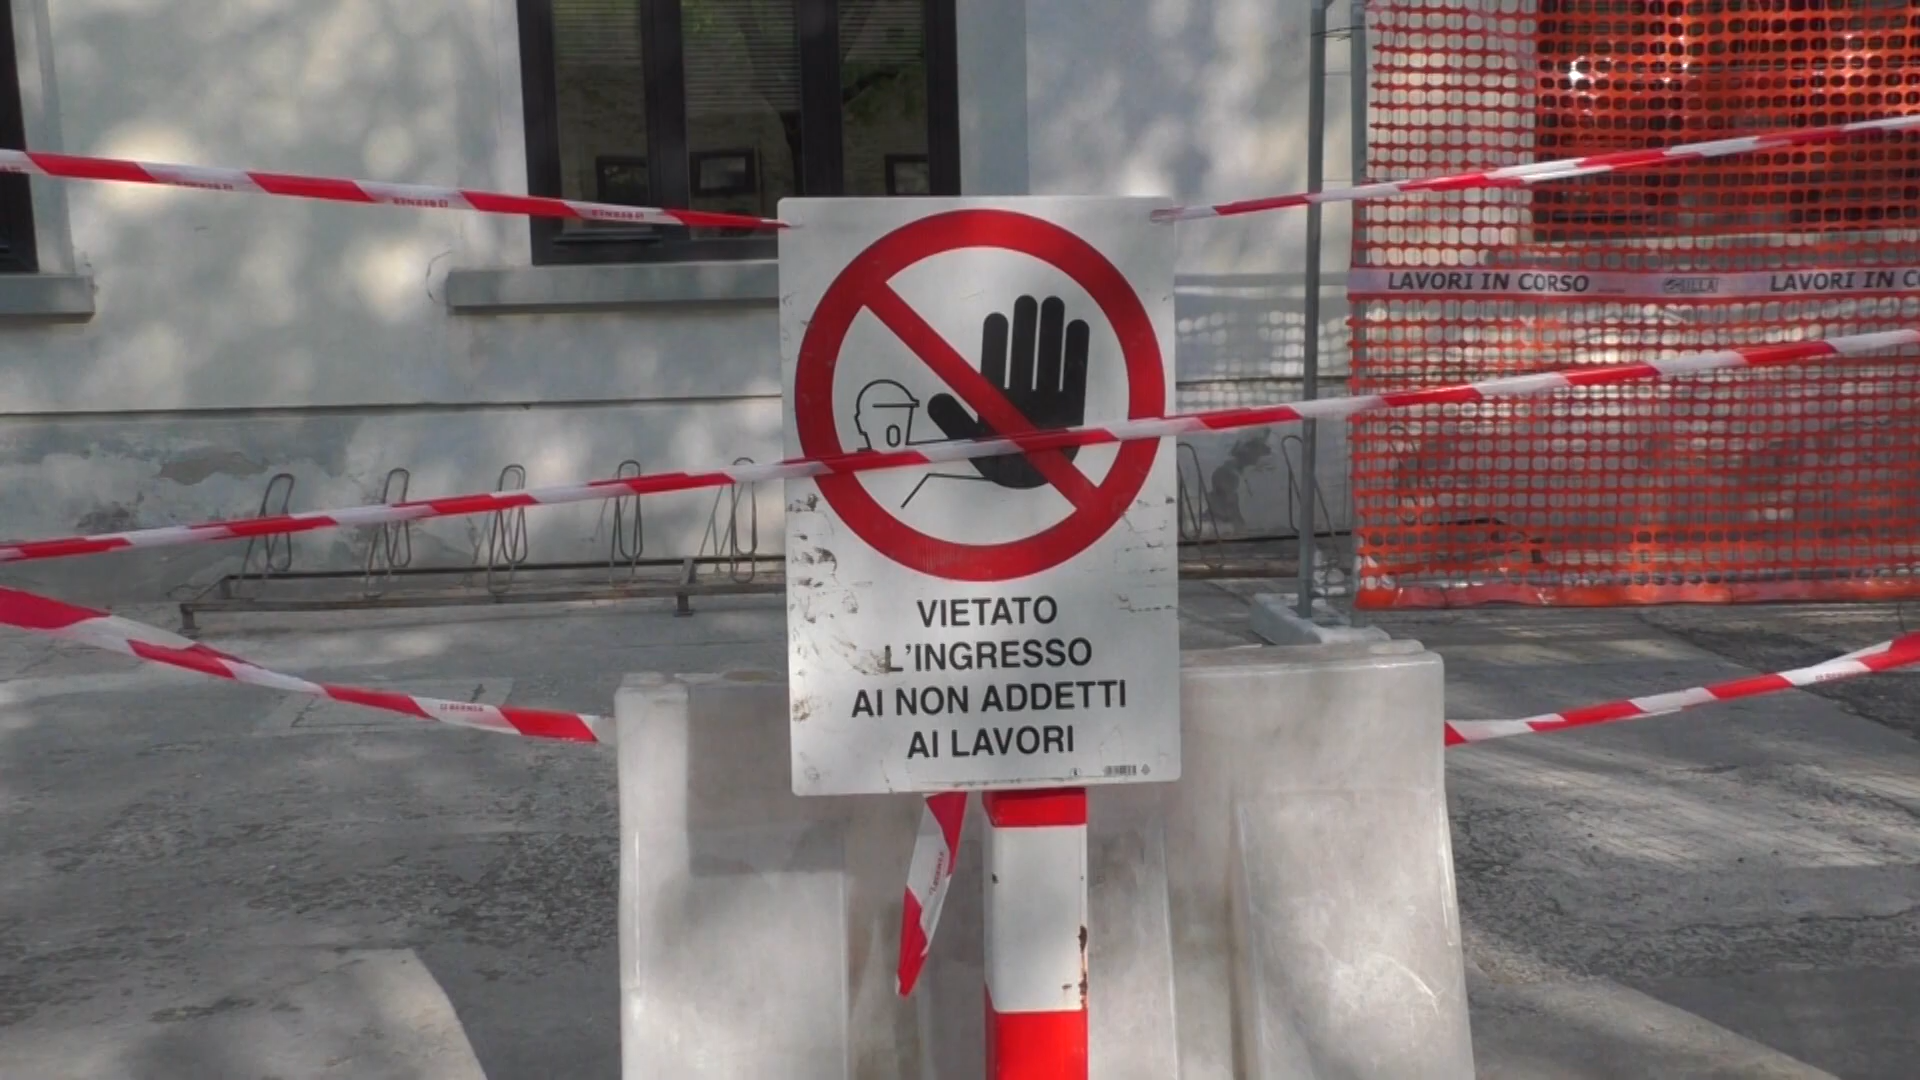 LAVORI IN CORSO LAVORI IN C
VIETATO
L'INGRESSO
AI NON ADDETTI
AI LAVORI